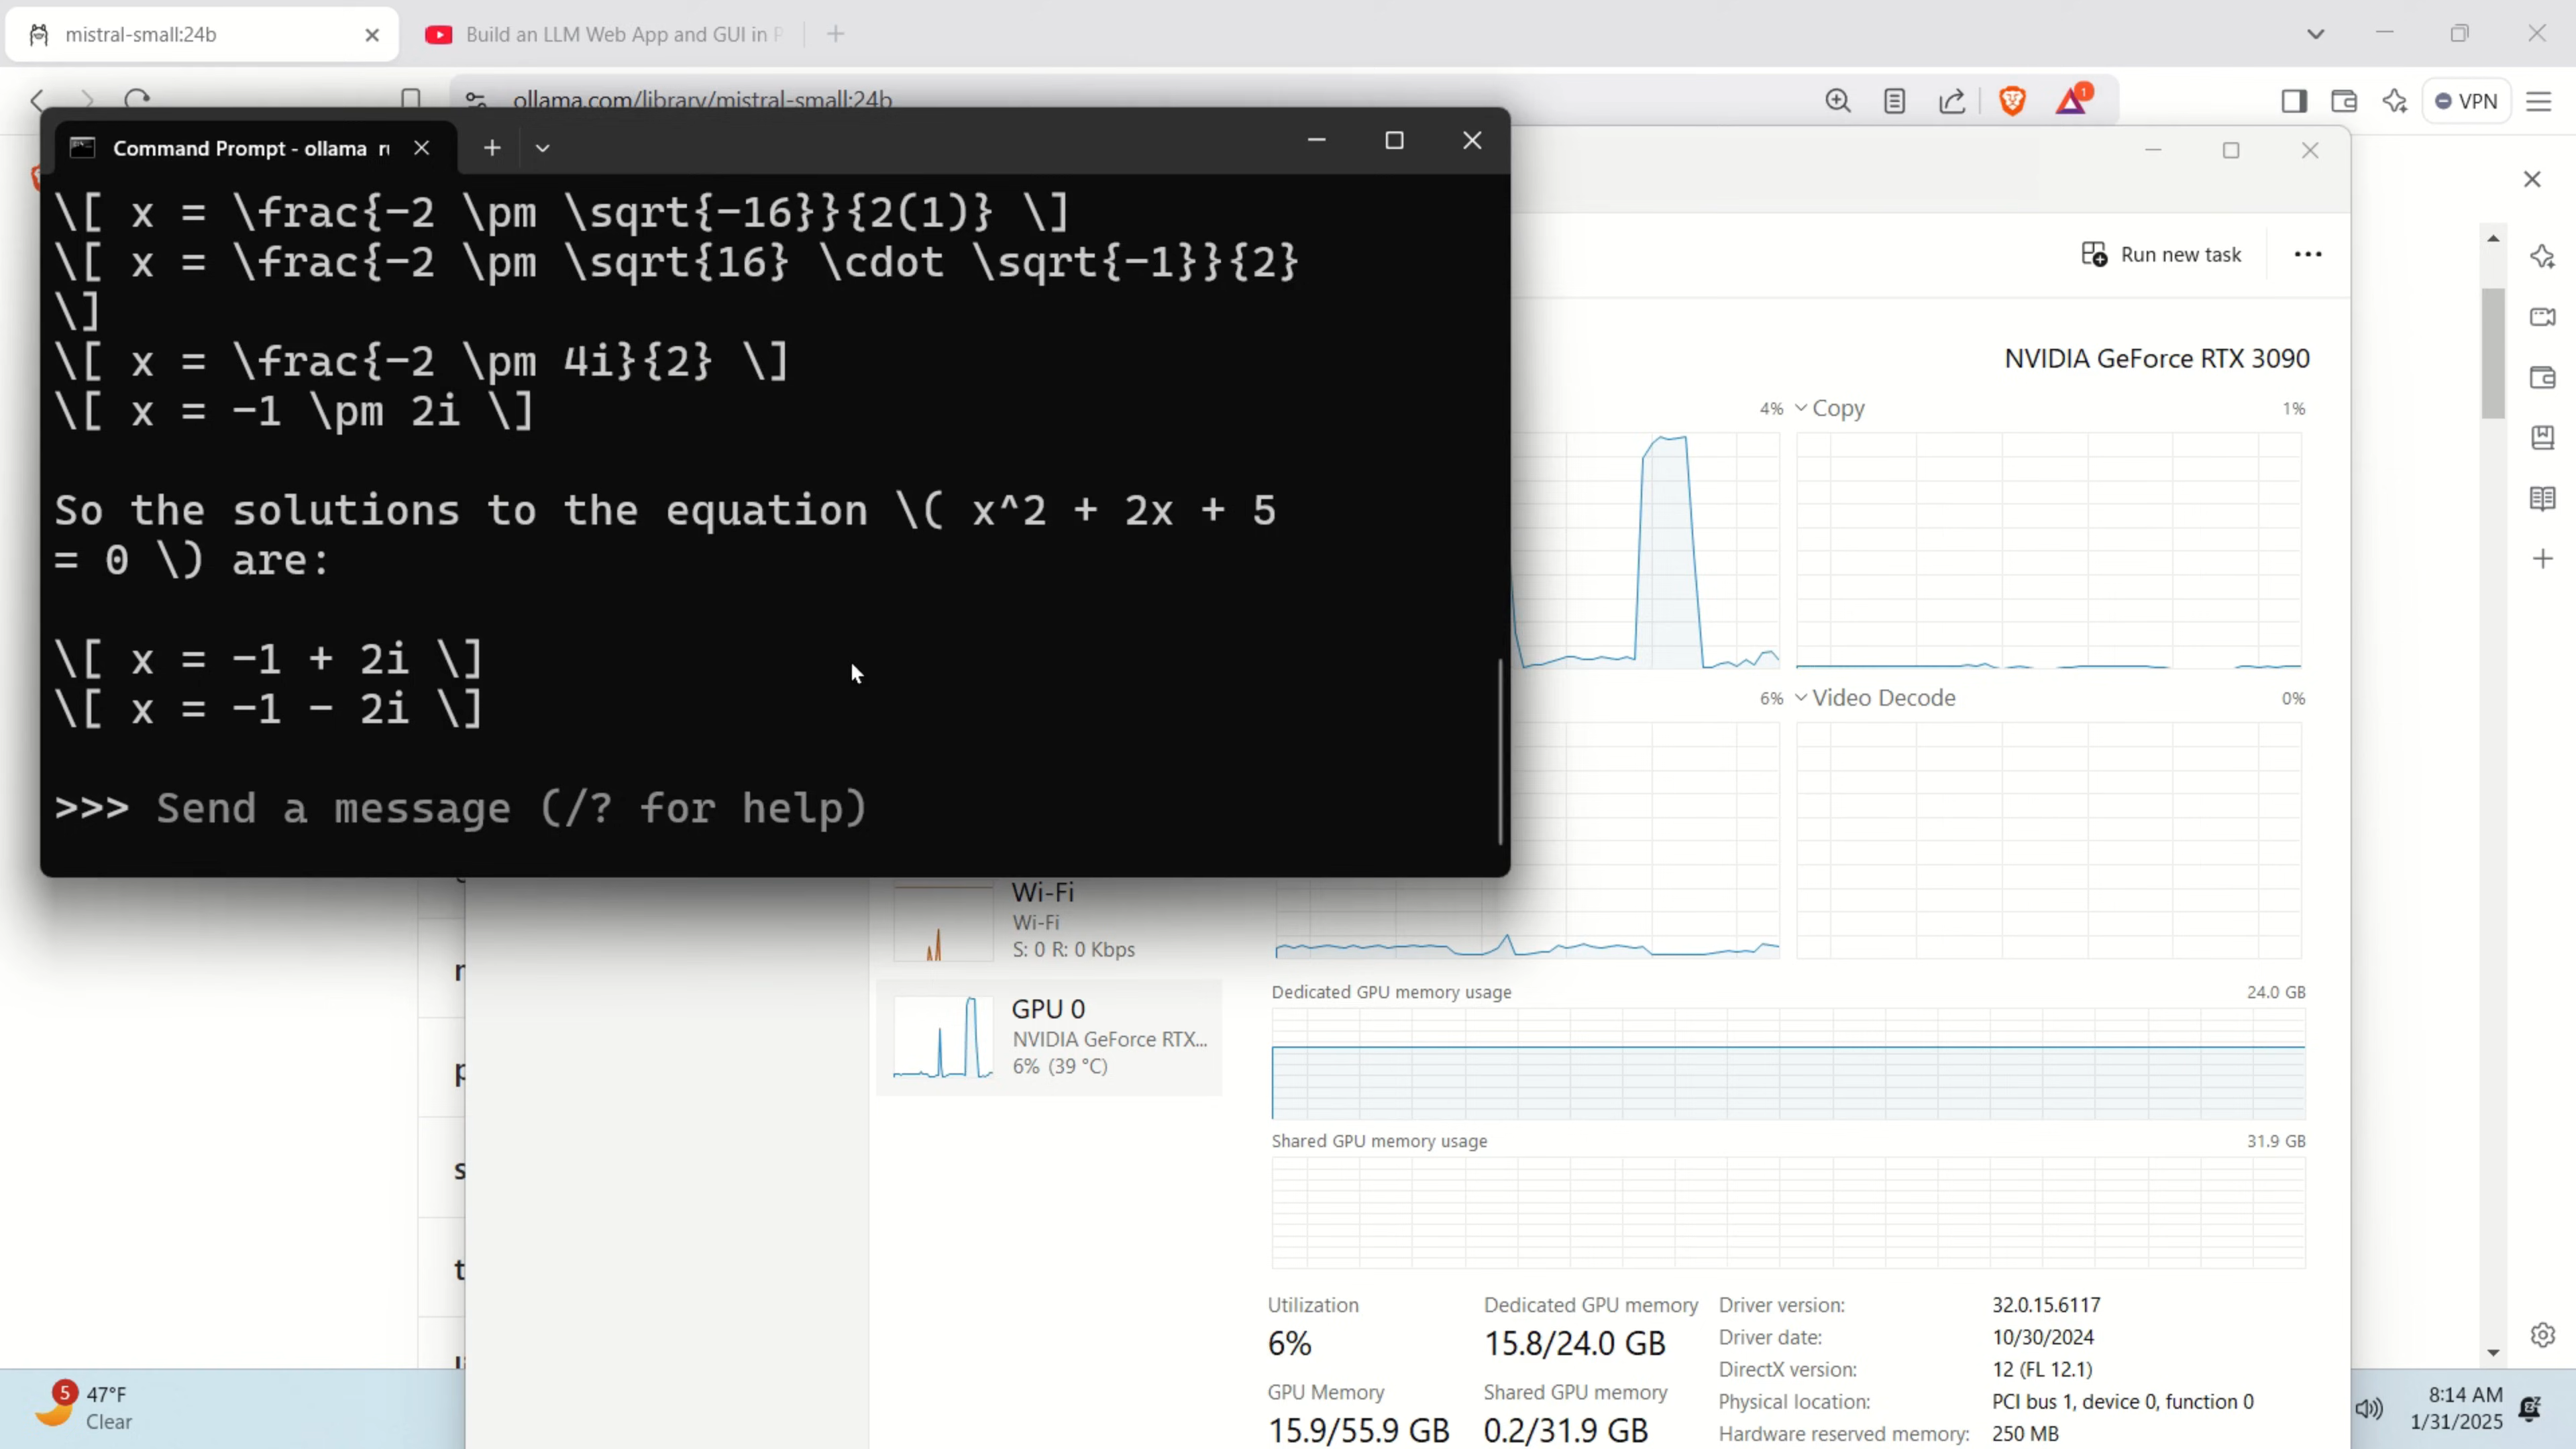 mistral-small:24b
Build an LLM Web App and GUI in
ollama.com/library/mistral-small:24b
1
VPN
Command Prompt - ollama
\[ x = \frac{-2 \pm \sqrt{-16}}{2(1)} \]
\[ x = \frac{-2 \pm \sqrt{16} \cdot \sqrt{-1}}{2}
\]
\[ x = \frac{-2 \pm 4i}{2} \]
\[ x = -1 \pm 2i \]
So the solutions to the equation \( x^2 + 2x + 5
= 0 \) are:
\[ x = -1 + 2i \]
\[ x = -1 - 2i \]
>>> Send a message (/? for help)
Run new task
NVIDIA GeForce RTX 3090
4% Copy 1%
6% Video Decode 0%
Wi-Fi
Wi-Fi
S: 0 R: 0 Kbps
GPU 0
NVIDIA GeForce RTX...
6% (39 °C)
Dedicated GPU memory usage 24.0 GB
Shared GPU memory usage 31.9 GB
Utilization
6%
Dedicated GPU memory
15.8/24.0 GB
GPU Memory
15.9/55.9 GB
Shared GPU memory
0.2/31.9 GB
Driver version: 32.0.15.6117
Driver date: 10/30/2024
DirectX version: 12 (FL 12.1)
Physical location: PCI bus 1, device 0, function 0
Hardware reserved memory: 250 MB
5
47°F
Clear
8:14 AM
1/31/2025